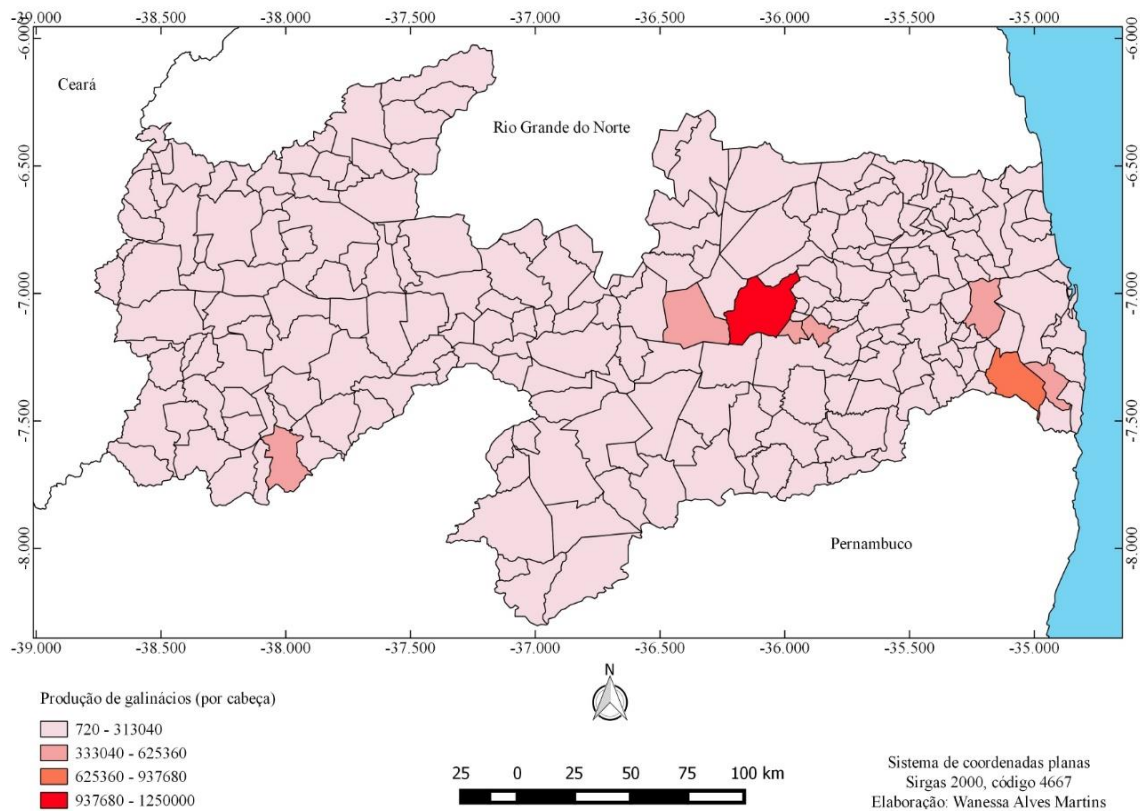 -39.000 -38.500 -38.000 -37.500 -37.000 -36.500 -36.000 -35.500 -35.000
-6.000 -6.000
Ceará
Rio Grande do Norte
-6.500 -6.500
-7.000 -7.000
-7.500 -7.500
Pernambuco
-8.000 -8.000
-39.000 -38.500 -38.000 -37.500 -37.000 -36.500 -36.000 -35.500 -35.000
N
Produção de galináceos (por cabeça)
720 - 313040
333040 - 625360
625360 - 937680
937680 - 1250000
25 0 25 50 75 100 km
Sistema de coordenadas planas
Sirgas 2000, código 4667
Elaboração: Wanessa Alves Martins